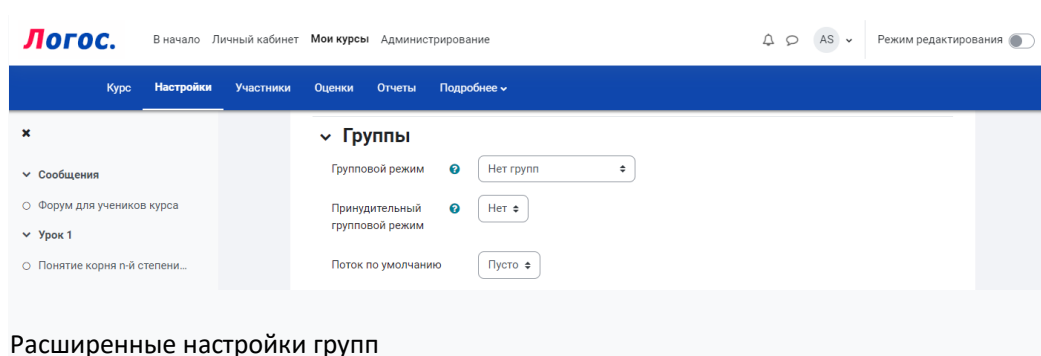 Логос. В начало Личный кабинет Мои курсы Администрирование AS Режим редактирования
Курс Настройки Участники Оценки Отчеты Подробнее
Группы
Сообщения
Форум для учеников курса
Урок 1
Понятие корня n-й степени...
Групповой режим ? Нет групп
Принудительный ? Нет
групповой режим
Поток по умолчанию Пусто
Расширенные настройки групп